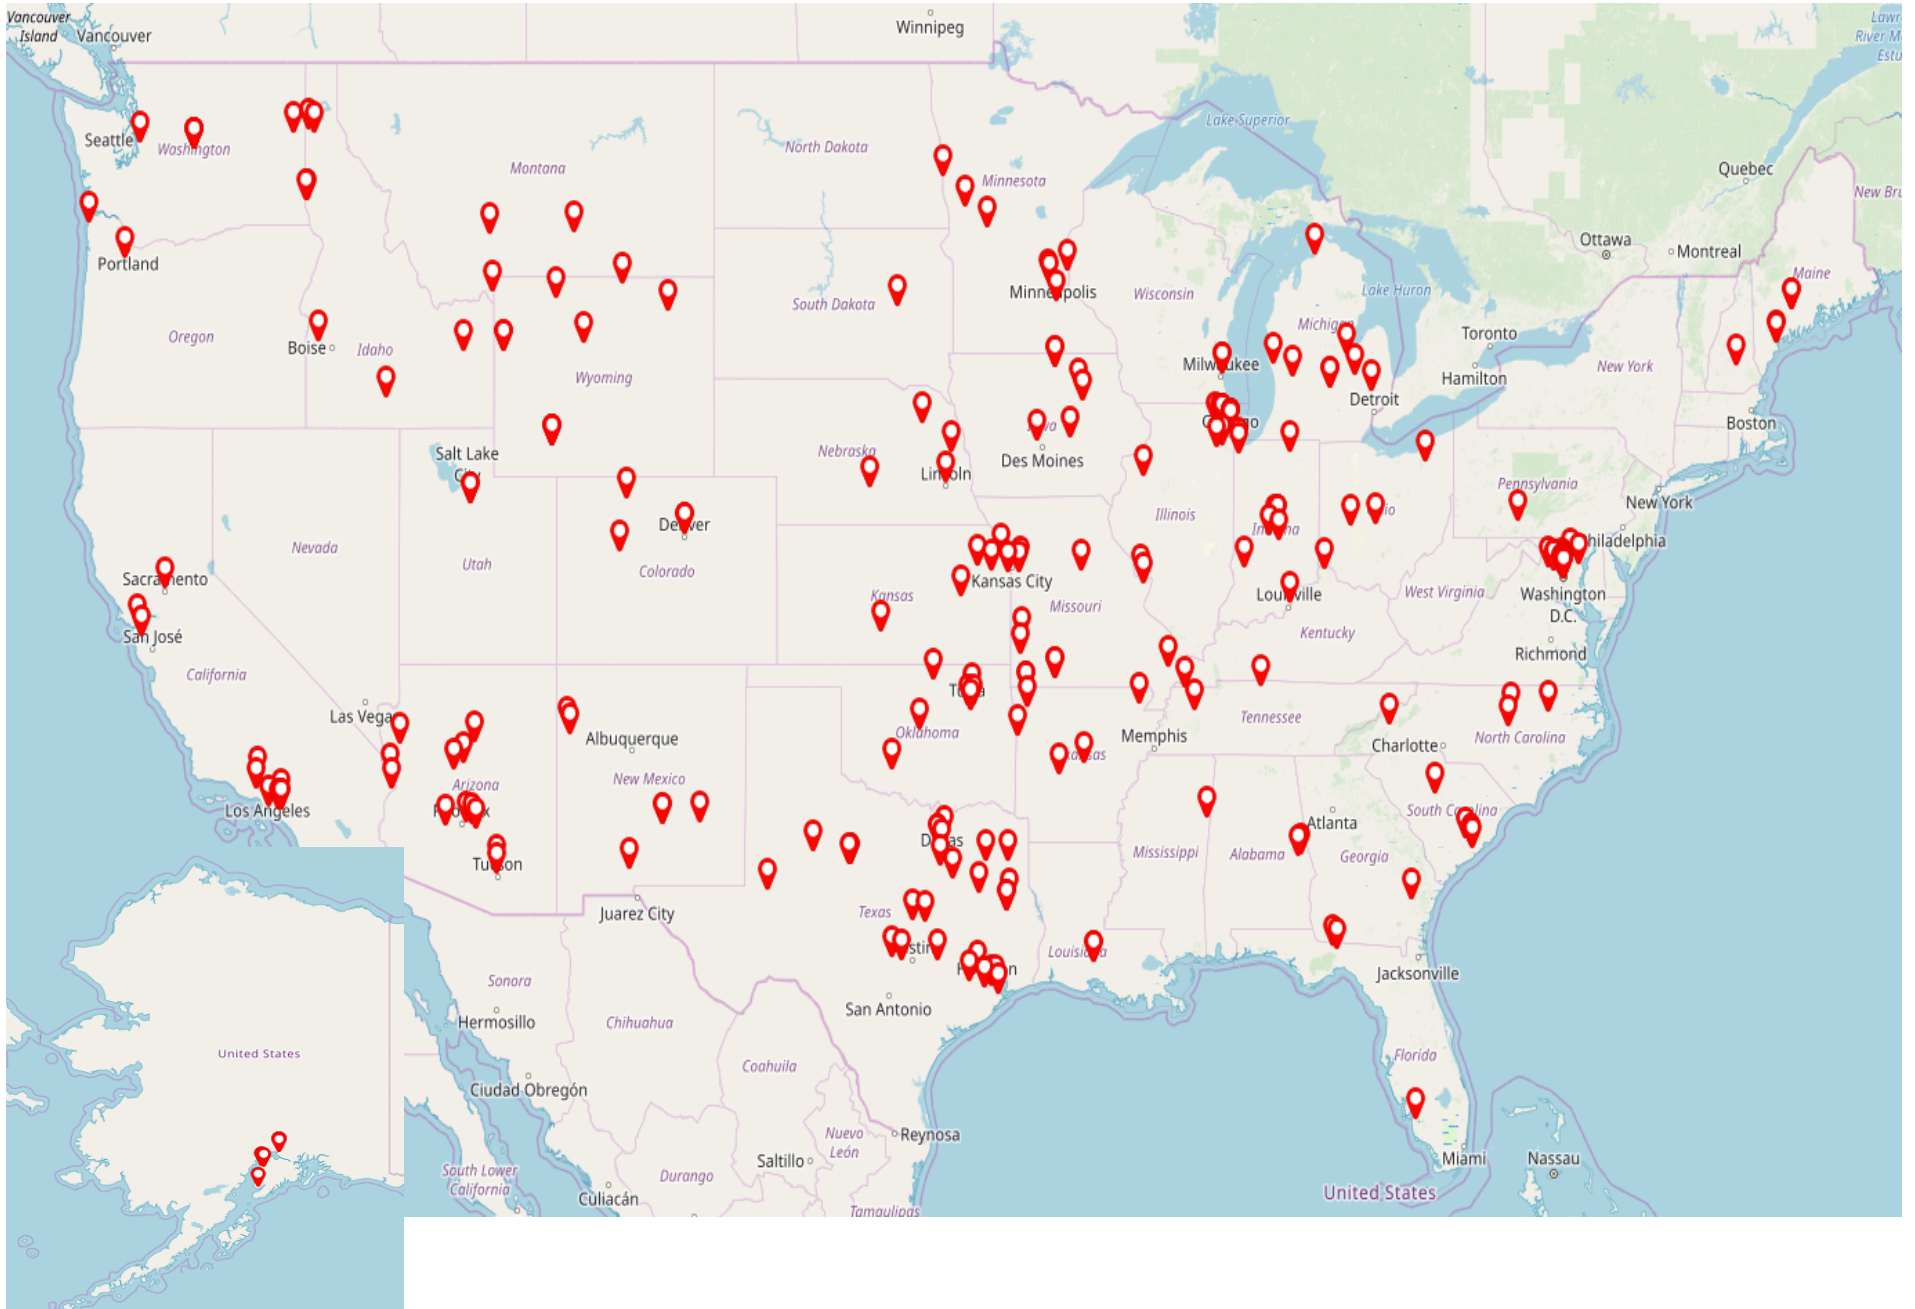 Vancouver
Island
Vancouver
Winnipeg
Lake Superior
Quebec
Seattle
Washington
Montana
North Dakota
Minnesota
Ottawa
Montreal
Maine
Portland
Minneapolis
Wisconsin
Lake Huron
South Dakota
Michigan
Toronto
Oregon
Boise
Idaho
Wyoming
Milwaukee
Hamilton
New York
Detroit
Boston
Salt Lake
City
Nebraska
Lincoln
Des Moines
Pennsylvania
New York
Illinois
Denver
Nevada
Utah
Colorado
Sacramento
Kansas City
Kansas
Missouri
Louisville
West Virginia
Washington
D.C.
San José
Kentucky
Richmond
California
Las Vega
Albuquerque
Oklahoma
Memphis
Tennessee
Charlotte
North Carolina
Arizona
New Mexico
Los Angeles
South Carolina
Atlanta
Mississippi
Alabama
Georgia
Tucson
Juarez City
Texas
Louisiana
Jacksonville
Sonora
San Antonio
Hermosillo
Chihuahua
United States
Florida
Coahuila
Ciudad Obregón
Nuevo
León
Reynosa
Saltillo
Miami
Nassau
South Lower
California
Durango
Culiacán
United States
Tamaulipas